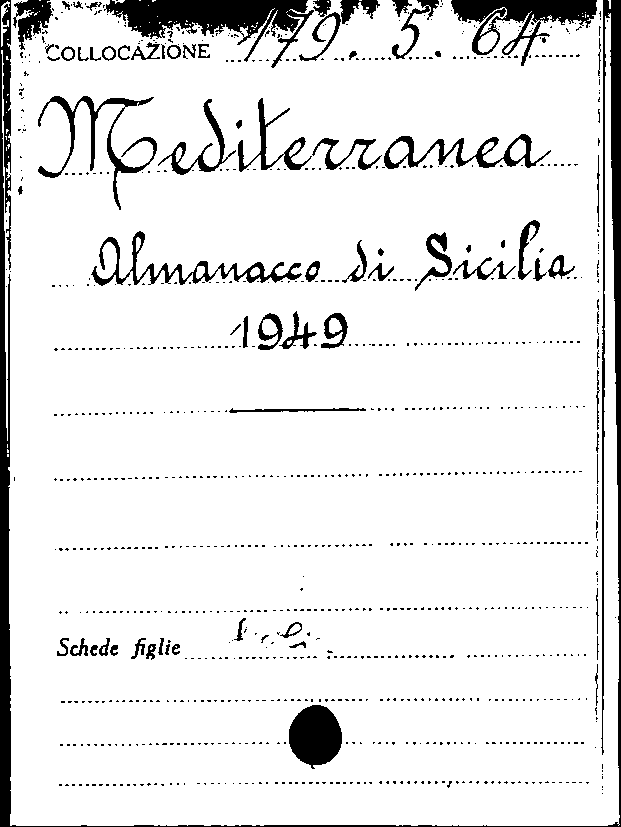 COLLOCAZIONE 179. 5. 64
Mediterranea
Almanacco di Sicilia
1949
Schede figlie